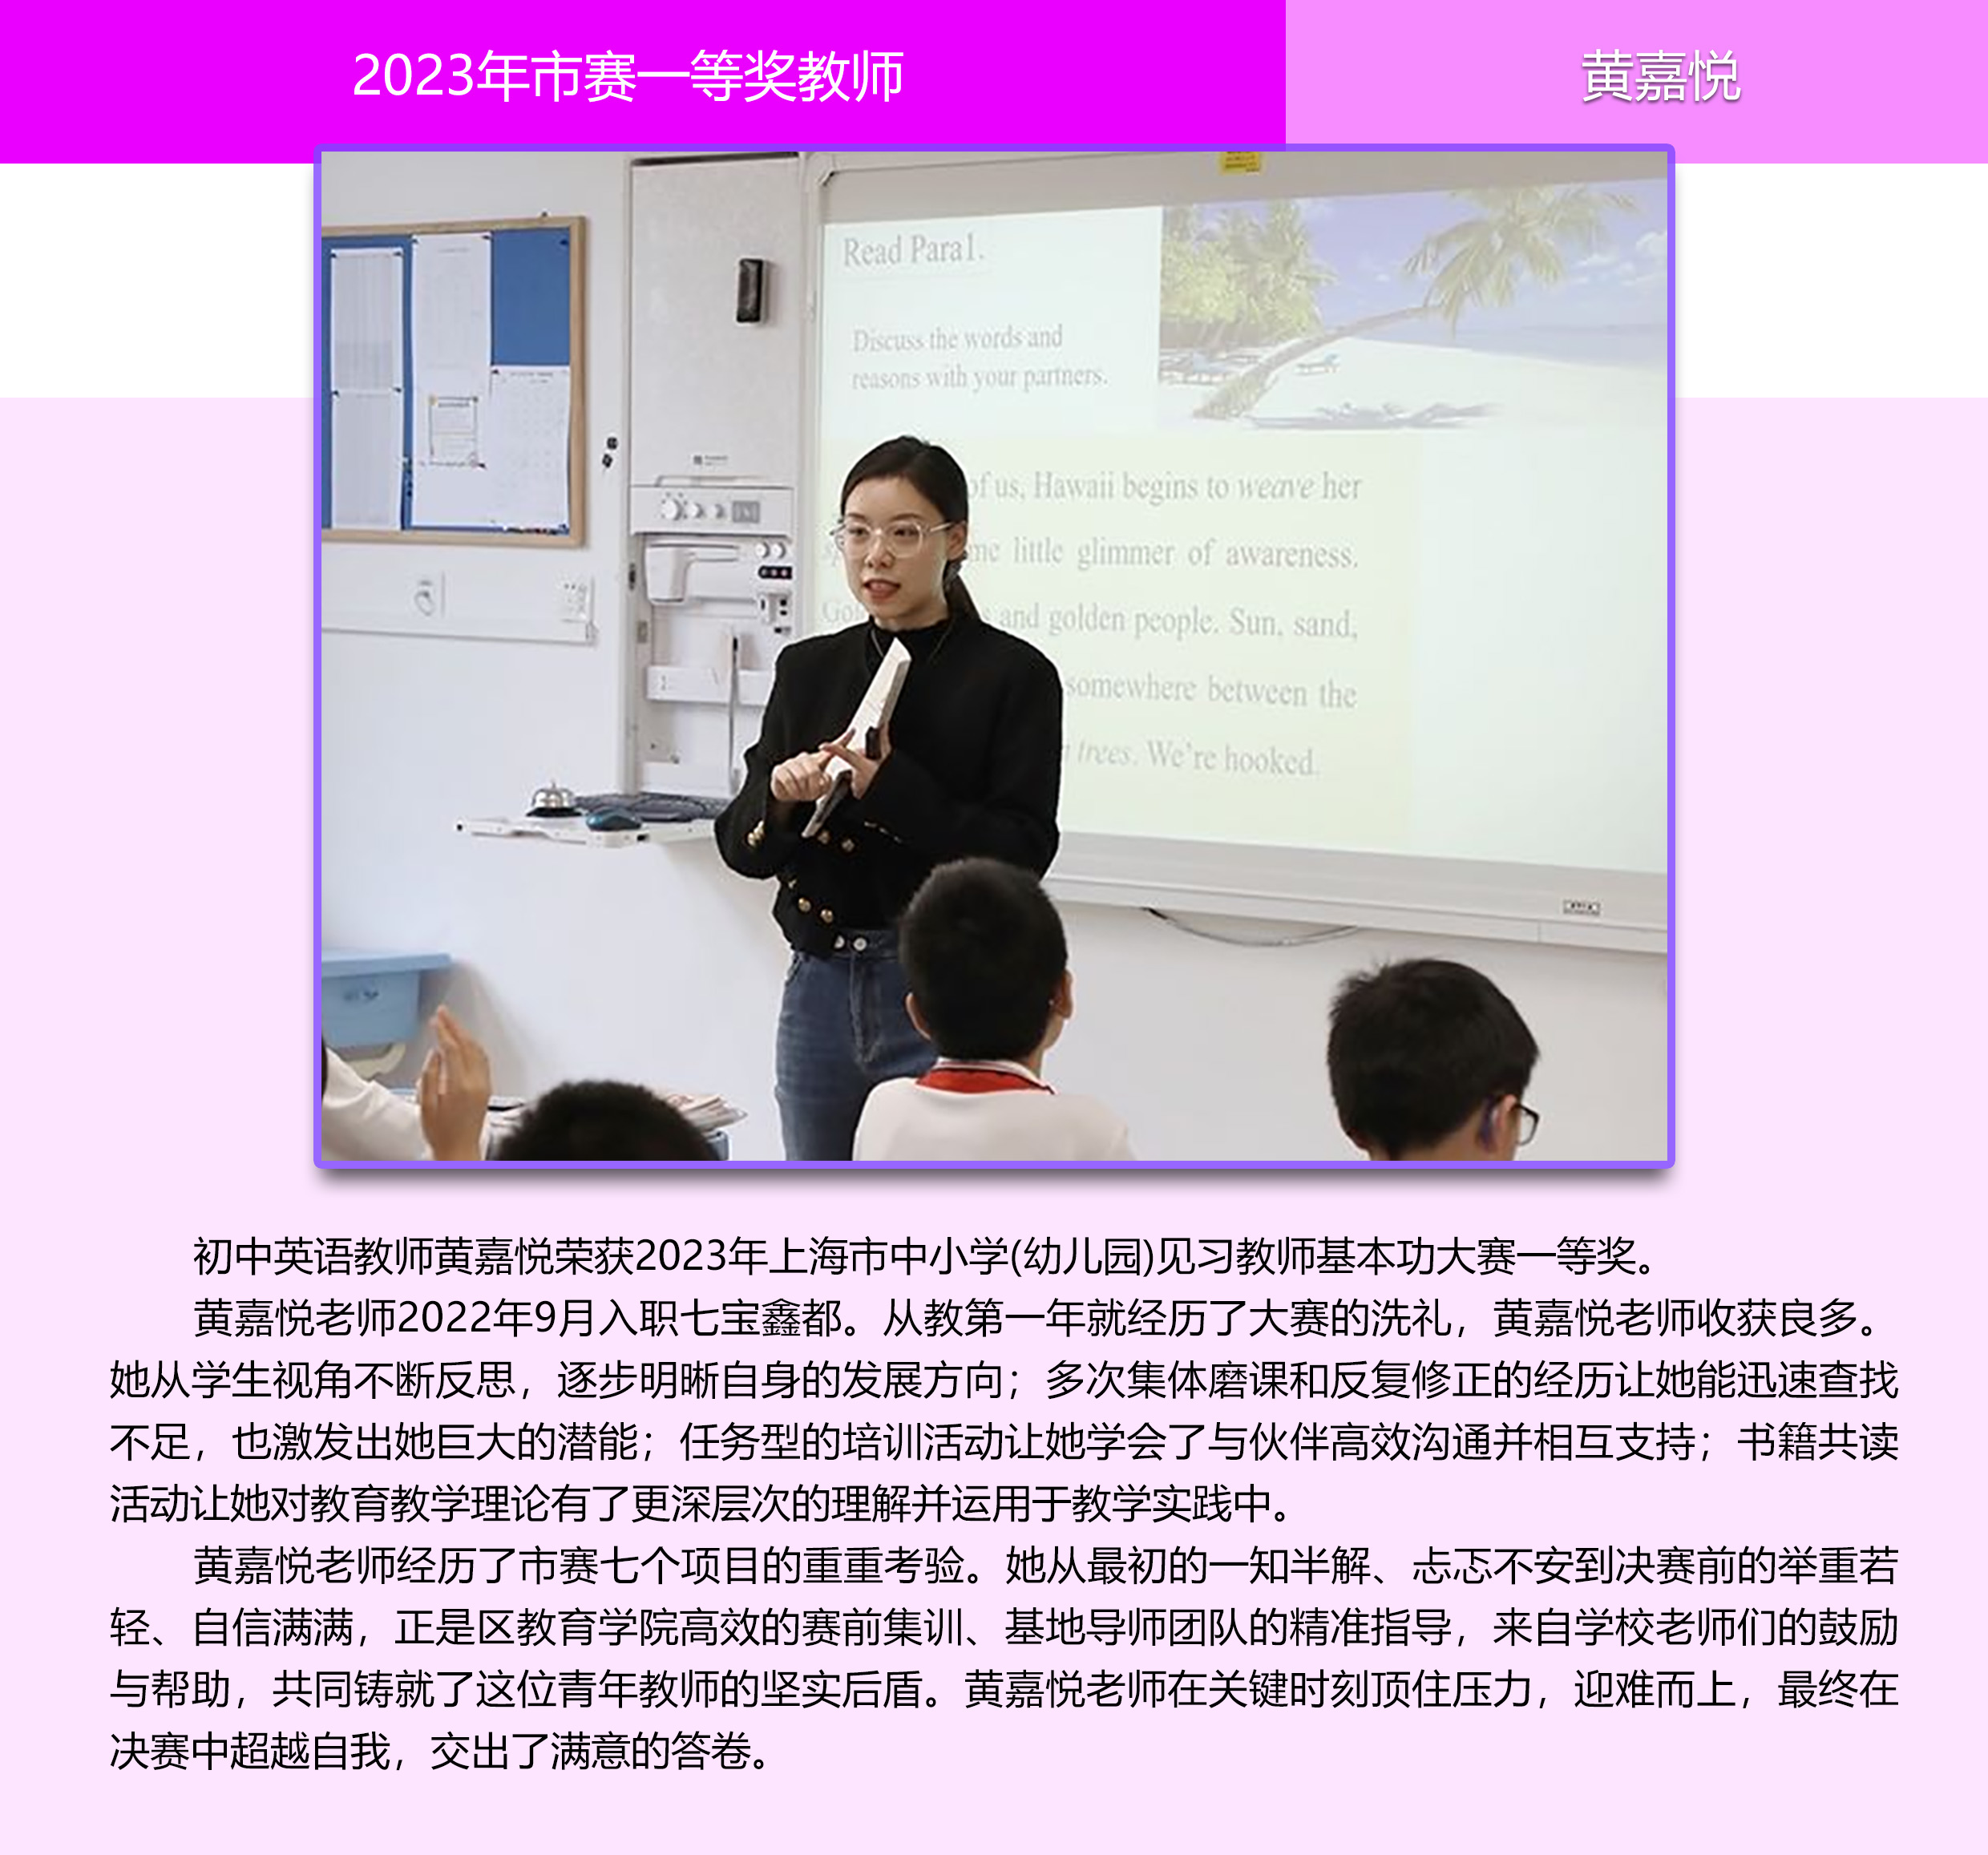 2023年市赛一等奖教师
黄嘉悦
Read Para1.
Discuss the words and
reasons with your partners.
of us, Hawaii begins to weave her
little glimmer of awareness.
and golden people. Sun, sand,
somewhere between the
trees. We're hooked.
初中英语教师黄嘉悦荣获2023年上海市中小学(幼儿园)见习教师基本功大赛一等奖。
黄嘉悦老师2022年9月入职七宝鑫都。从教第一年就经历了大赛的洗礼，黄嘉悦老师收获良多。
她从学生视角不断反思，逐步明晰自身的发展方向；多次集体磨课和反复修正的经历让她能迅速查找
不足，也激发出她巨大的潜能；任务型的培训活动让她学会了与伙伴高效沟通并相互支持；书籍共读
活动让她对教育教学理论有了更深层次的理解并运用于教学实践中。
黄嘉悦老师经历了市赛七个项目的重重考验。她从最初的一知半解、忐忑不安到决赛前的举重若
轻、自信满满，正是区教育学院高效的赛前集训、基地导师团队的精准指导，来自学校老师们的鼓励
与帮助，共同铸就了这位青年教师的坚实后盾。黄嘉悦老师在关键时刻顶住压力，迎难而上，最终在
决赛中超越自我，交出了满意的答卷。